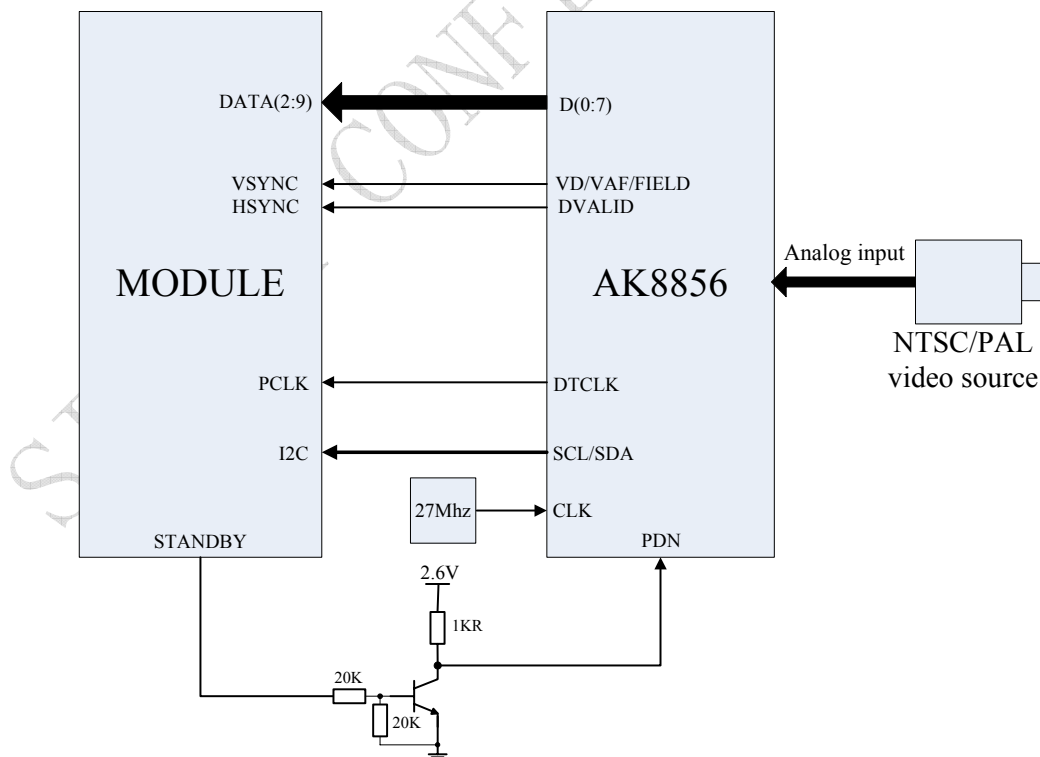 DATA(2:9)
D(0:7)
VSYNC
VD/VAF/FIELD
HSYNC
DVALID
Analog input
MODULE
AK8856
NTSC/PAL
video source
PCLK
DTCLK
I2C
SCL/SDA
27Mhz
CLK
STANDBY
PDN
2.6V
1KR
20K
20K